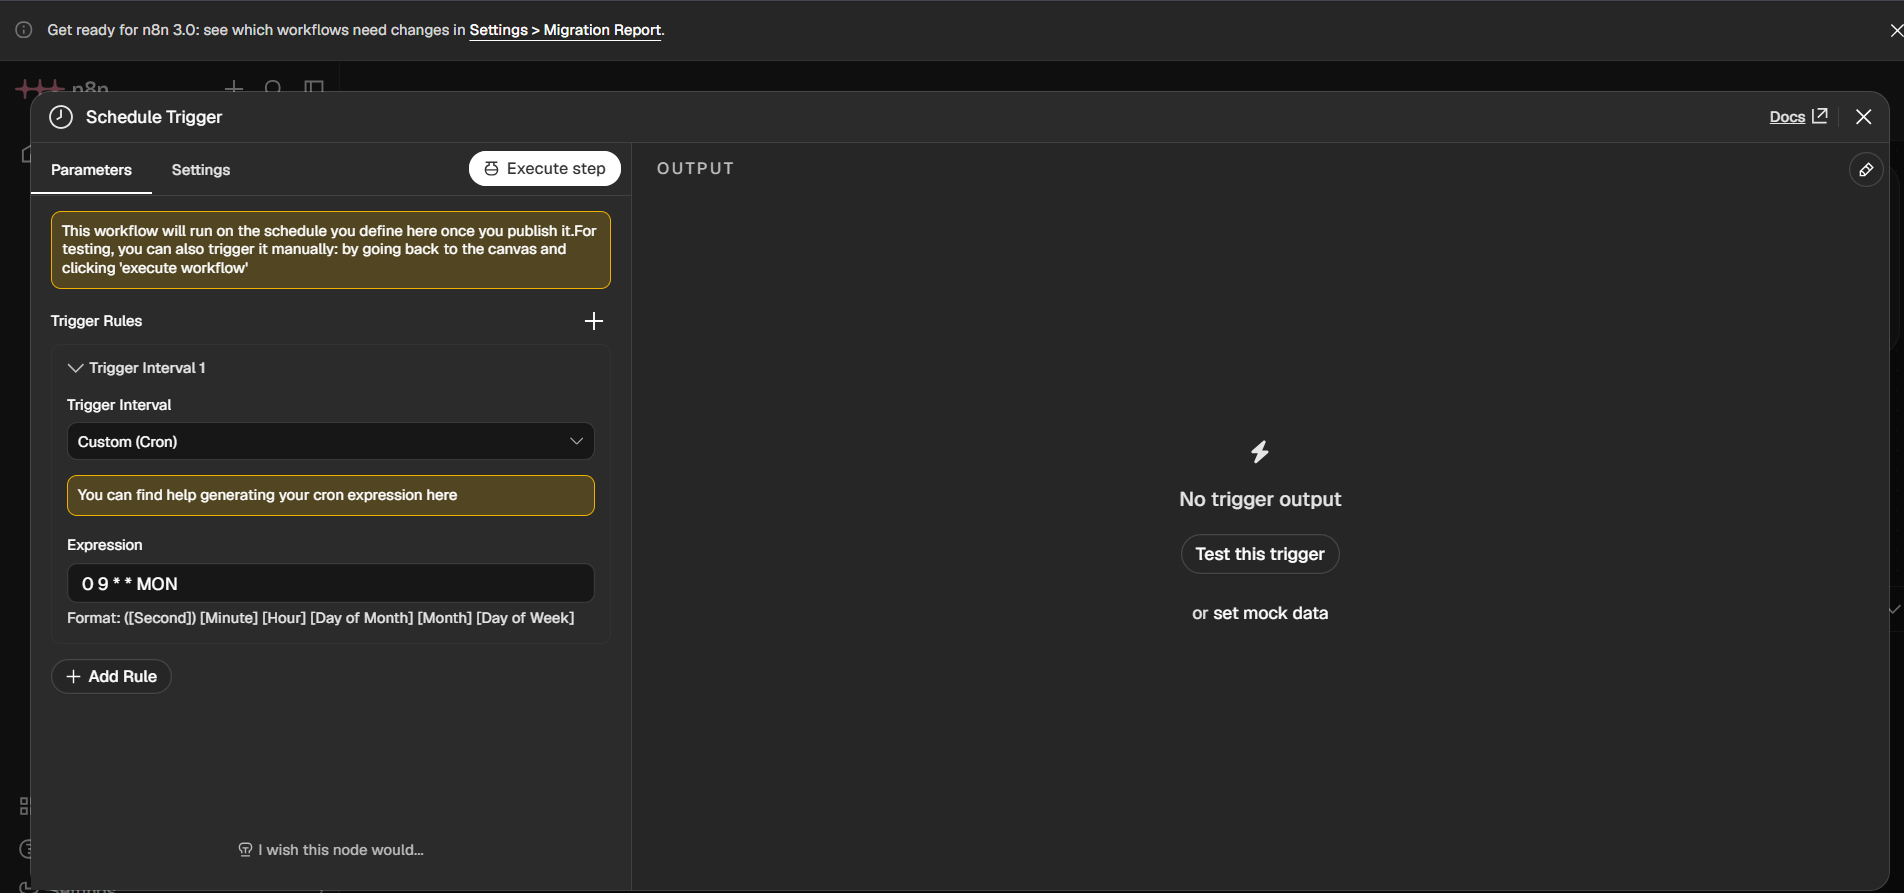 Get ready for n8n 3.0: see which workflows need changes in Settings > Migration Report.
n8n
Schedule Trigger
Docs
Parameters
Settings
Execute step
OUTPUT
This workflow will run on the schedule you define here once you publish it.For
testing, you can also trigger it manually: by going back to the canvas and
clicking 'execute workflow'
Trigger Rules
Trigger Interval 1
Trigger Interval
Custom (Cron)
You can find help generating your cron expression here
Expression
0 9 * * MON
Format: ([Second]) [Minute] [Hour] [Day of Month] [Month] [Day of Week]
Add Rule
No trigger output
Test this trigger
or set mock data
I wish this node would...
Settings